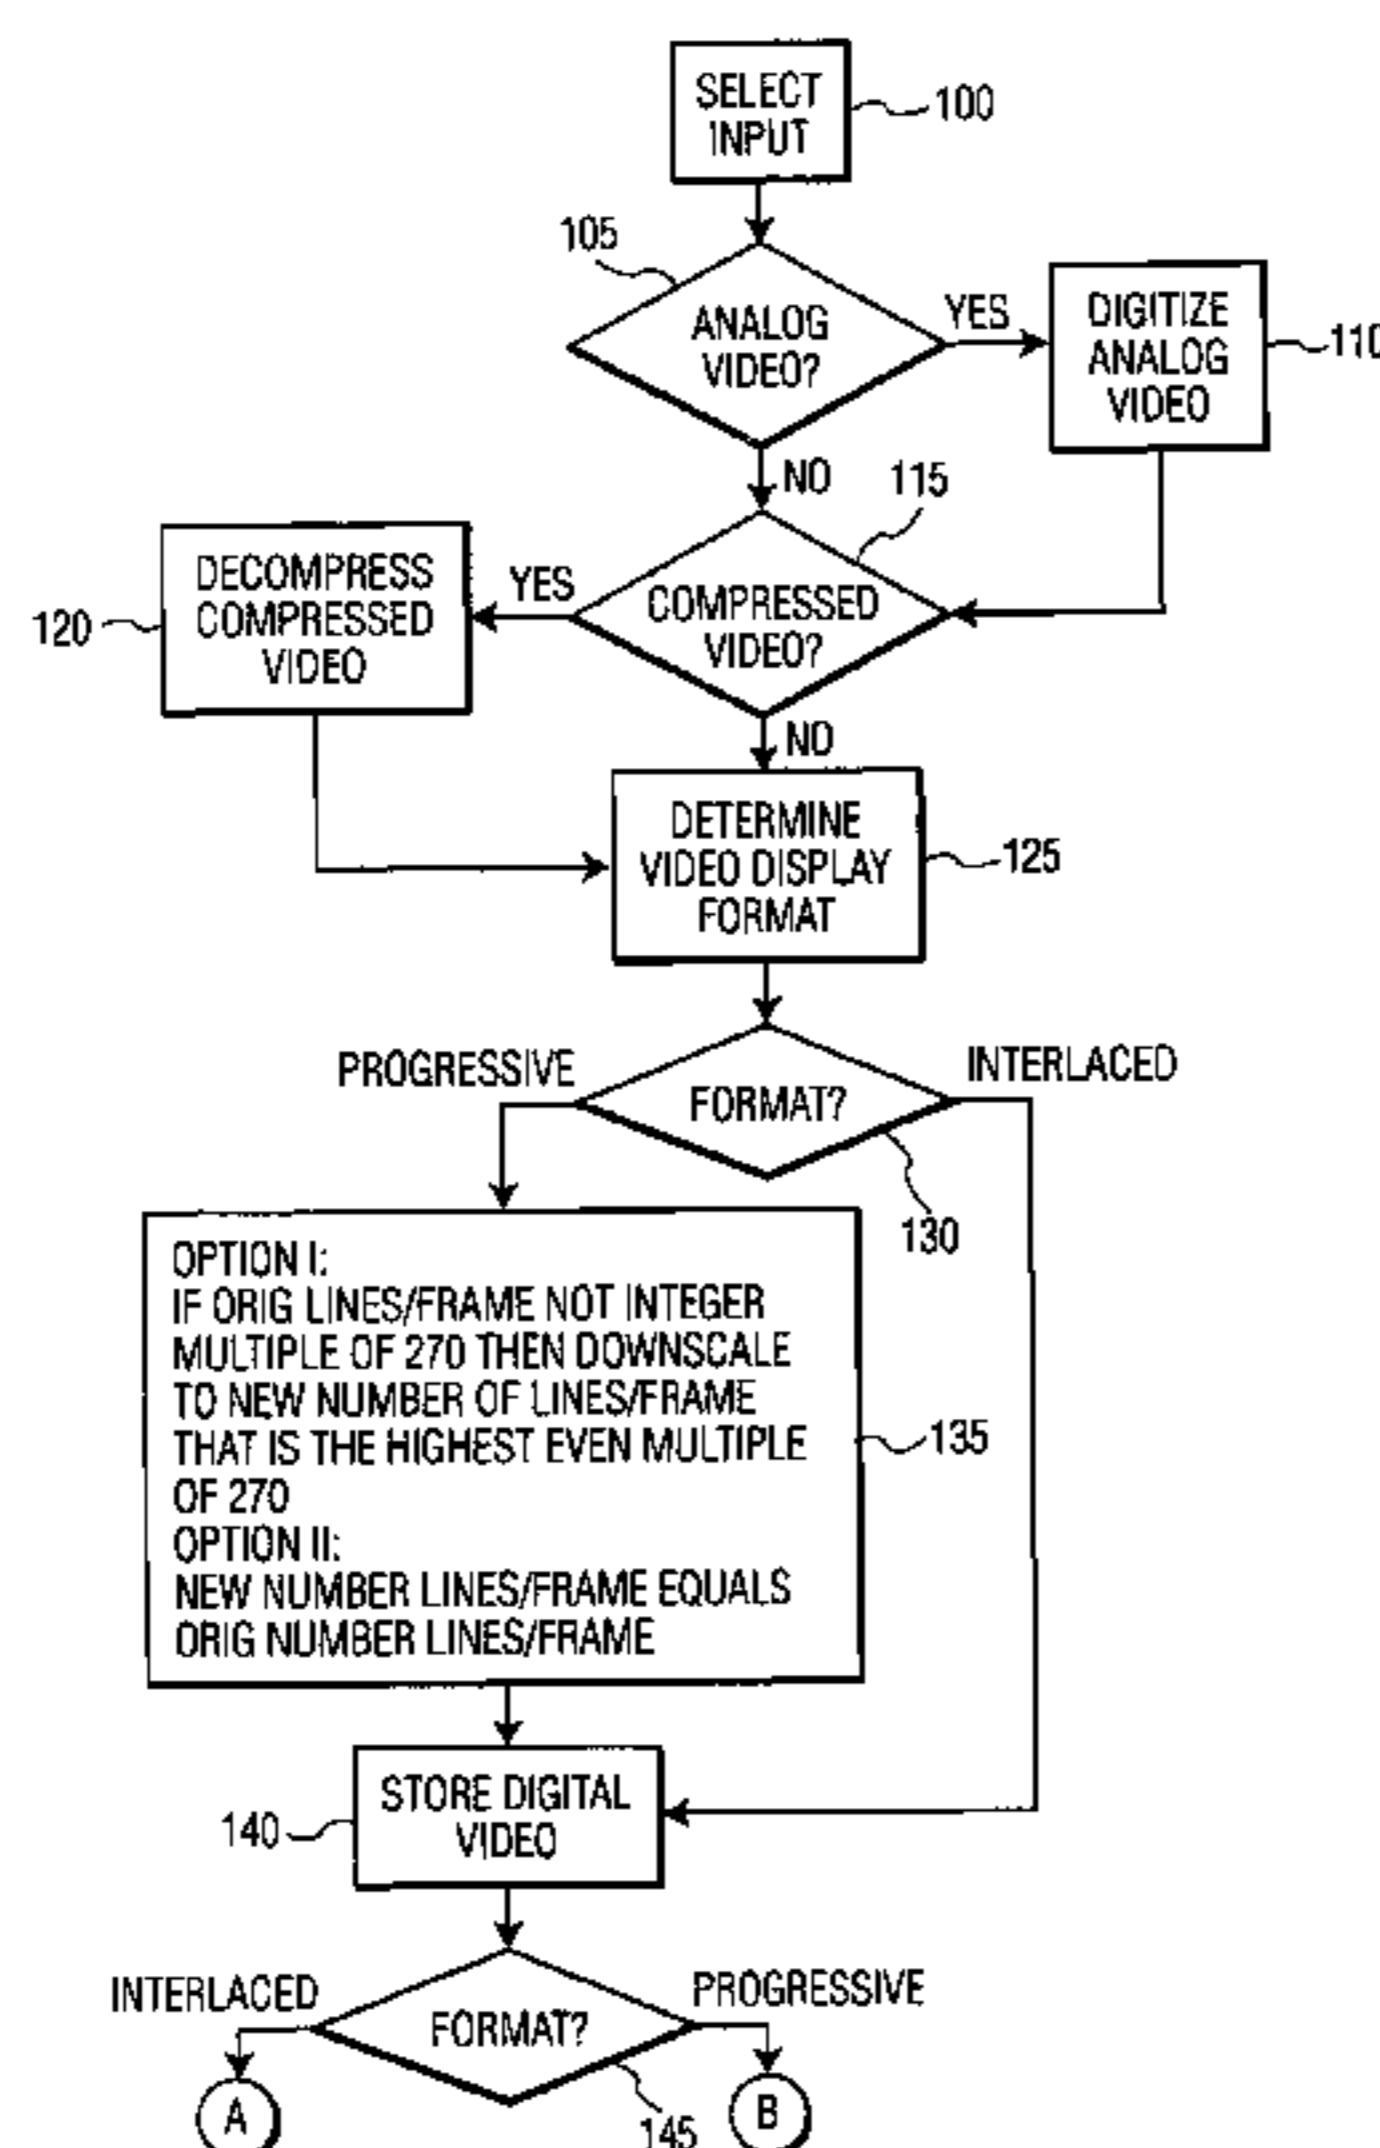 SELECT
INPUT
100
105
ANALOG
VIDEO?
YES
DIGITIZE
ANALOG
VIDEO
110
NO
115
DECOMPRESS
COMPRESSED
VIDEO
120
YES
COMPRESSED
VIDEO?
NO
DETERMINE
VIDEO DISPLAY
FORMAT
125
PROGRESSIVE
FORMAT?
INTERLACED
130
OPTION I:
IF ORIG LINES/FRAME NOT INTEGER
MULTIPLE OF 270 THEN DOWNSCALE
TO NEW NUMBER OF LINES/FRAME
THAT IS THE HIGHEST EVEN MULTIPLE
OF 270
OPTION II:
NEW NUMBER LINES/FRAME EQUALS
ORIG NUMBER LINES/FRAME
135
STORE DIGITAL
VIDEO
140
INTERLACED
FORMAT?
PROGRESSIVE
145
A
B